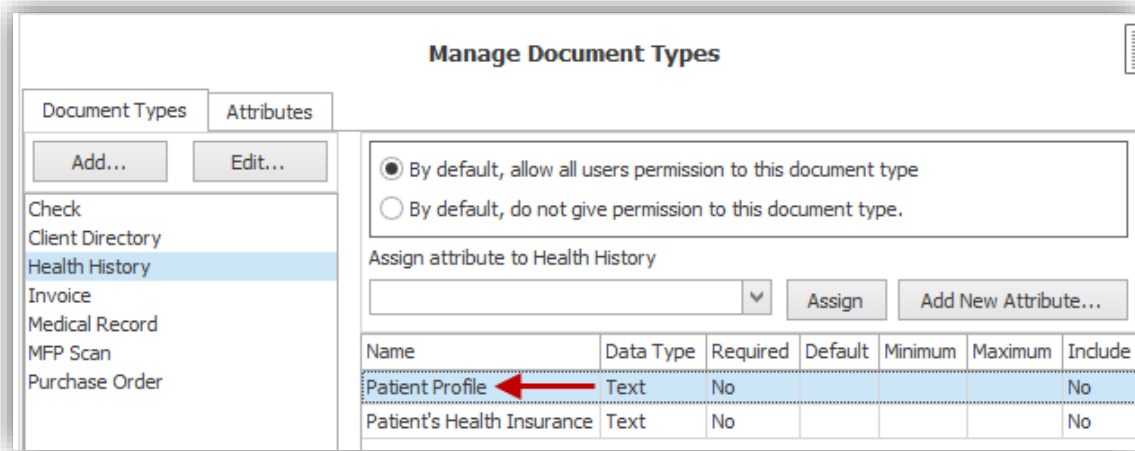 Manage Document Types
Document Types
Attributes
Add...
Edit...
Check
Client Directory
Health History
Invoice
Medical Record
MFP Scan
Purchase Order
By default, allow all users permission to this document type
By default, do not give permission to this document type.
Assign attribute to Health History
Assign
Add New Attribute...
Name Data Type Required Default Minimum Maximum Include
Patient Profile Text No No
Patient's Health Insurance Text No No